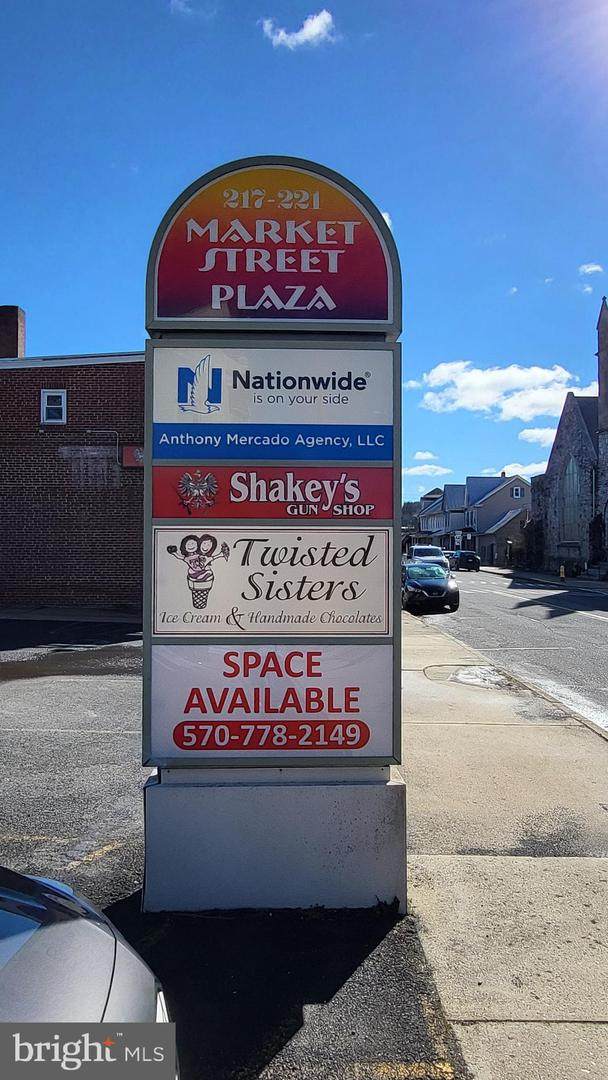 217-221
MARKET
STREET
PLAZA
Nationwide®
is on your side
Anthony Mercado Agency, LLC
Shakey's
GUN SHOP
Twisted
Sisters
Ice Cream & Handmade Chocolates
SPACE
AVAILABLE
570-778-2149
bright™ MLS